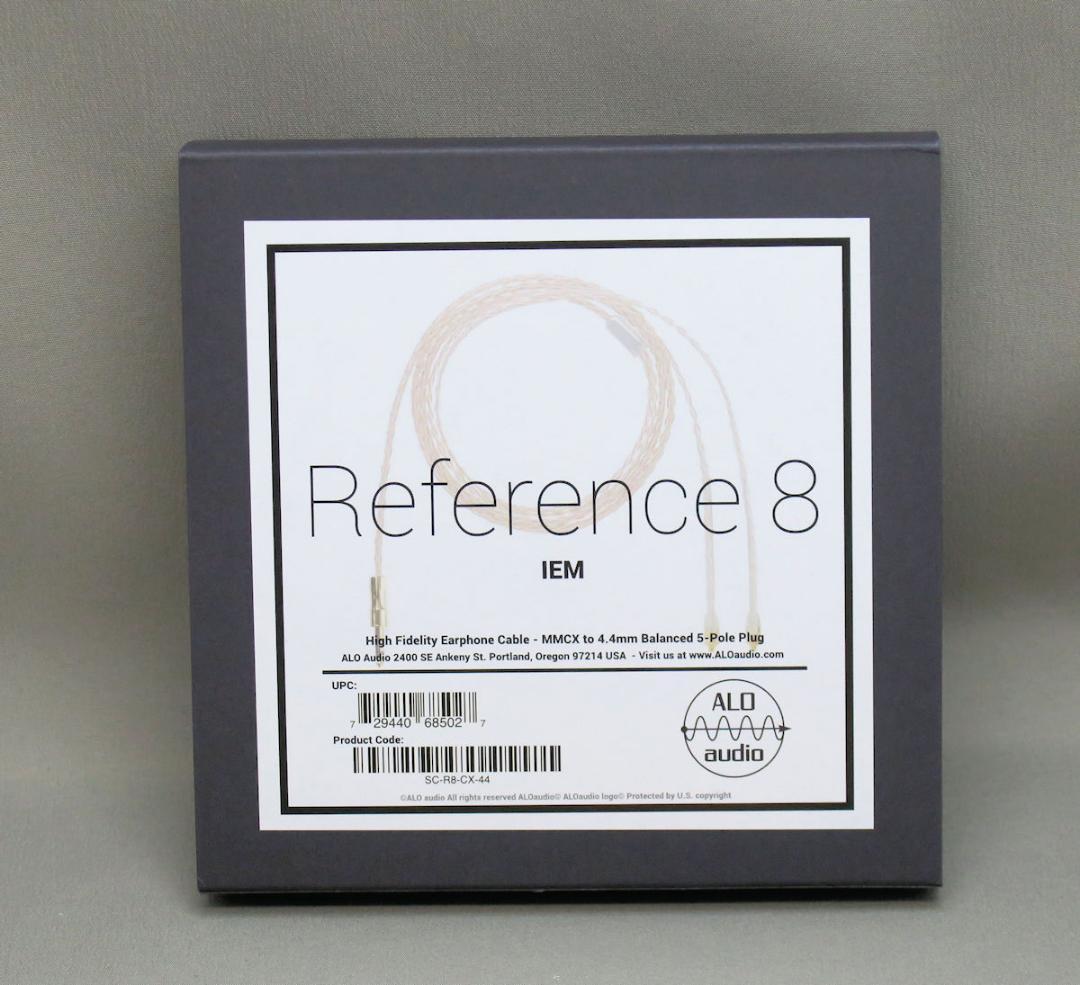 Reference 8
IEM
High Fidelity Earphone Cable - MMCX to 4.4mm Balanced 5-Pole Plug
ALO Audio 2400 SE Ankeny St. Portland, Oregon 97214 USA - Visit us at www.ALOaudio.com
UPC:
7 29440 68502 7
Product Code:
SC-R8-CX-44
ALO
audio
©ALO audio All rights reserved ALOaudio© ALOaudio logo© Protected by U.S. copyright